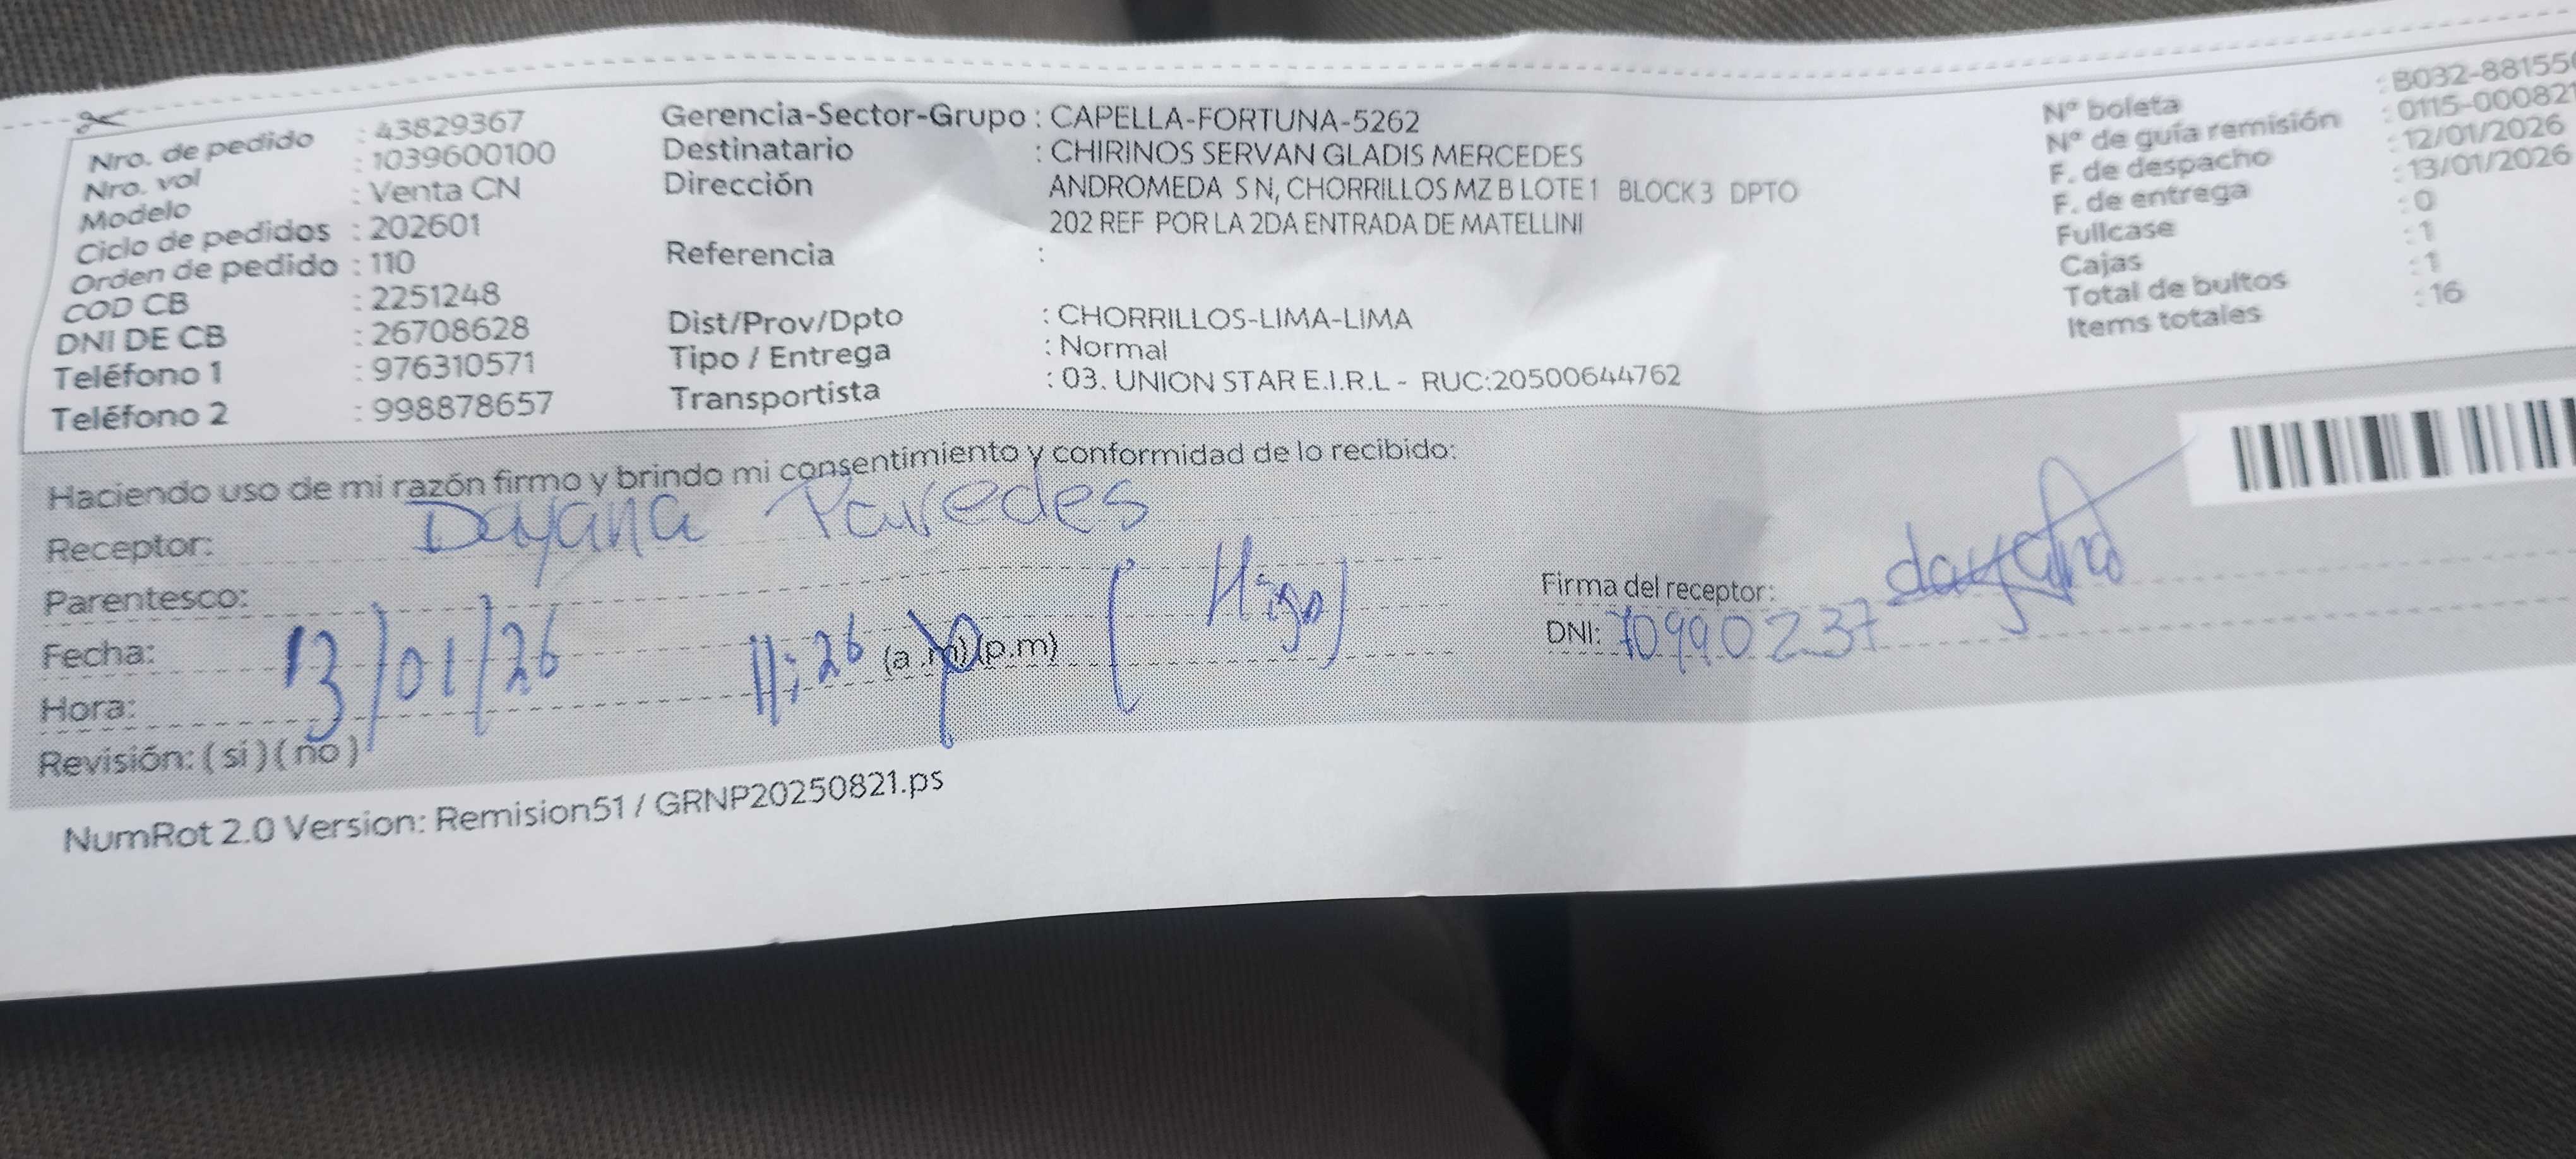 Nro. de pedido : 43829367
Nro. vol : 1039600100
Modelo : Venta CN
Ciclo de pedidos : 202601
Orden de pedido : 110
COD CB : 2251248
DNI DE CB : 26708628
Teléfono 1 : 976310571
Teléfono 2 : 998878657
Gerencia-Sector-Grupo : CAPELLA-FORTUNA-5262
Destinatario : CHIRINOS SERVAN GLADIS MERCEDES
Dirección ANDROMEDA S N, CHORRILLOS MZ B LOTE 1 BLOCK 3 DPTO
202 REF POR LA 2DA ENTRADA DE MATELLINI
Referencia :
Dist/Prov/Dpto : CHORRILLOS-LIMA-LIMA
Tipo / Entrega : Normal
Transportista : 03. UNION STAR E.I.R.L - RUC:20500644762
N° boleta : B032-88155
N° de guía remisión : 0115-000821
F. de despacho : 12/01/2026
F. de entrega : 13/01/2026
Fullcase : 0
Cajas : 1
Total de bultos : 1
Items totales : 16
Haciendo uso de mi razón firmo y brindo mi consentimiento y conformidad de lo recibido:
Receptor: Dayana Paredes
Parentesco: (Hija)
Fecha: 13/01/26
Hora: 11:26 (a.m)(p.m)
Revisión: ( si ) ( no )
Firma del receptor: dayana
DNI: 70990237
NumRot 2.0 Version: Remision51 / GRNP20250821.ps